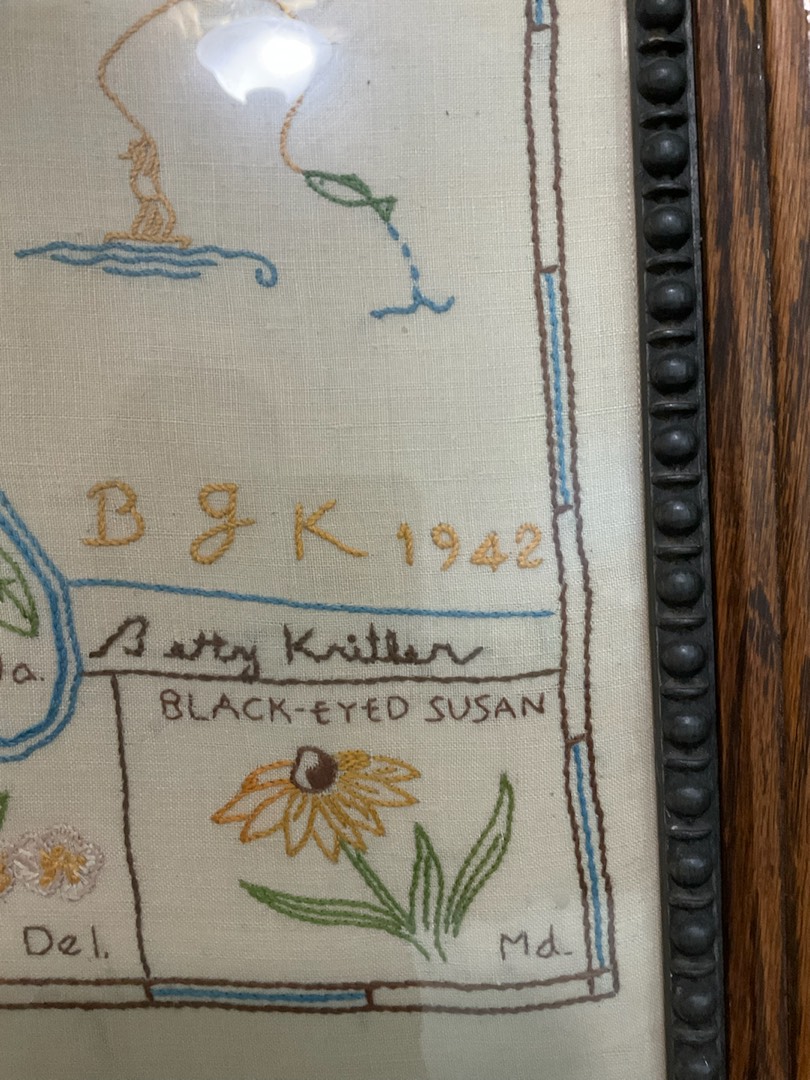 B g K 1942
Betty Kritler
BLACK-EYED SUSAN
a.
Del.
Md.